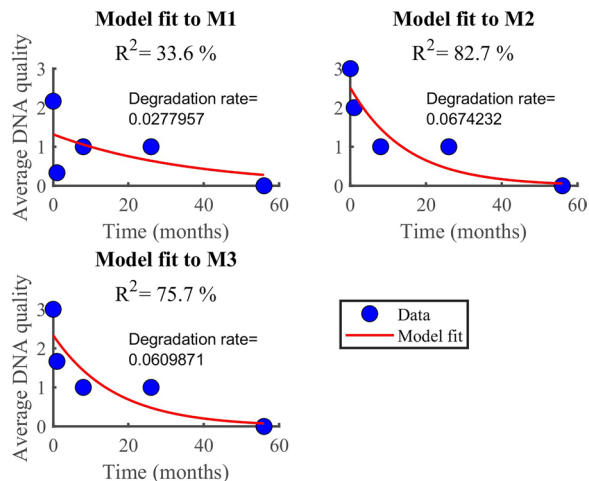 Model fit to M1
R2= 33.6 %
Average DNA quality
3
2
1
0
Degradation rate=
0.0277957
0 20 40 60
Time (months)
Model fit to M2
R2= 82.7 %
3
2
1
0
Degradation rate=
0.0674232
0 20 40 60
Time (months)
Model fit to M3
R2= 75.7 %
Average DNA quality
3
2
1
0
Degradation rate=
0.0609871
0 20 40 60
Time (months)
Data
Model fit